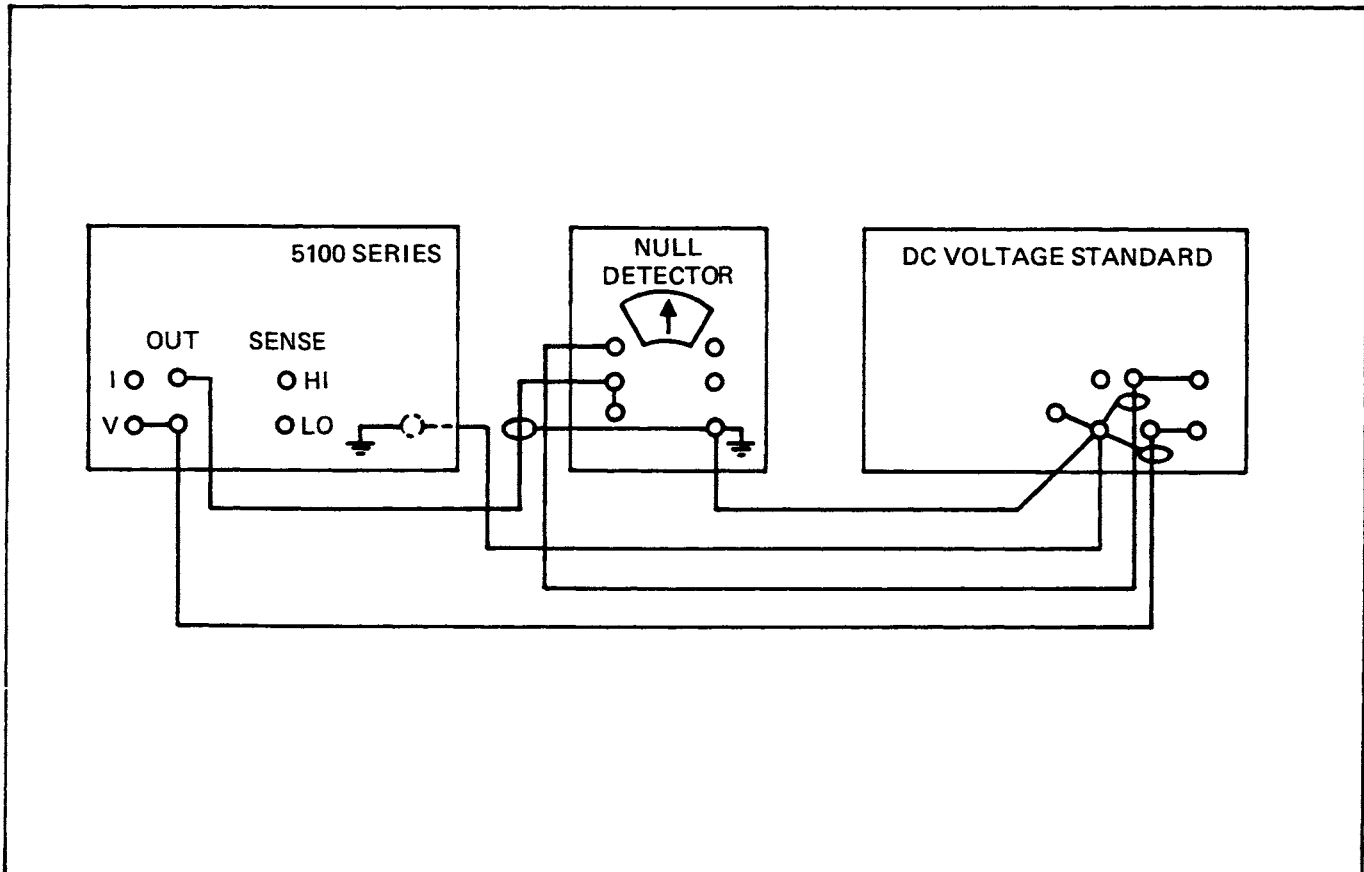 5100 SERIES
OUT SENSE
I HI
V LO
NULL
DETECTOR
DC VOLTAGE STANDARD